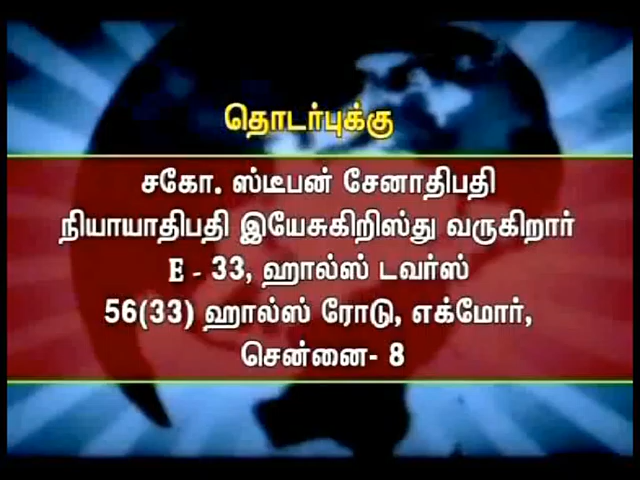 தொடர்புக்கு
சகோ. ஸ்டீபன் சேனாதிபதி
நியாயாதிபதி இயேசுகிறிஸ்து வருகிறார்
E - 33, ஹால்ஸ் டவர்ஸ்
56(33) ஹால்ஸ் ரோடு, எக்மோர்,
சென்னை- 8